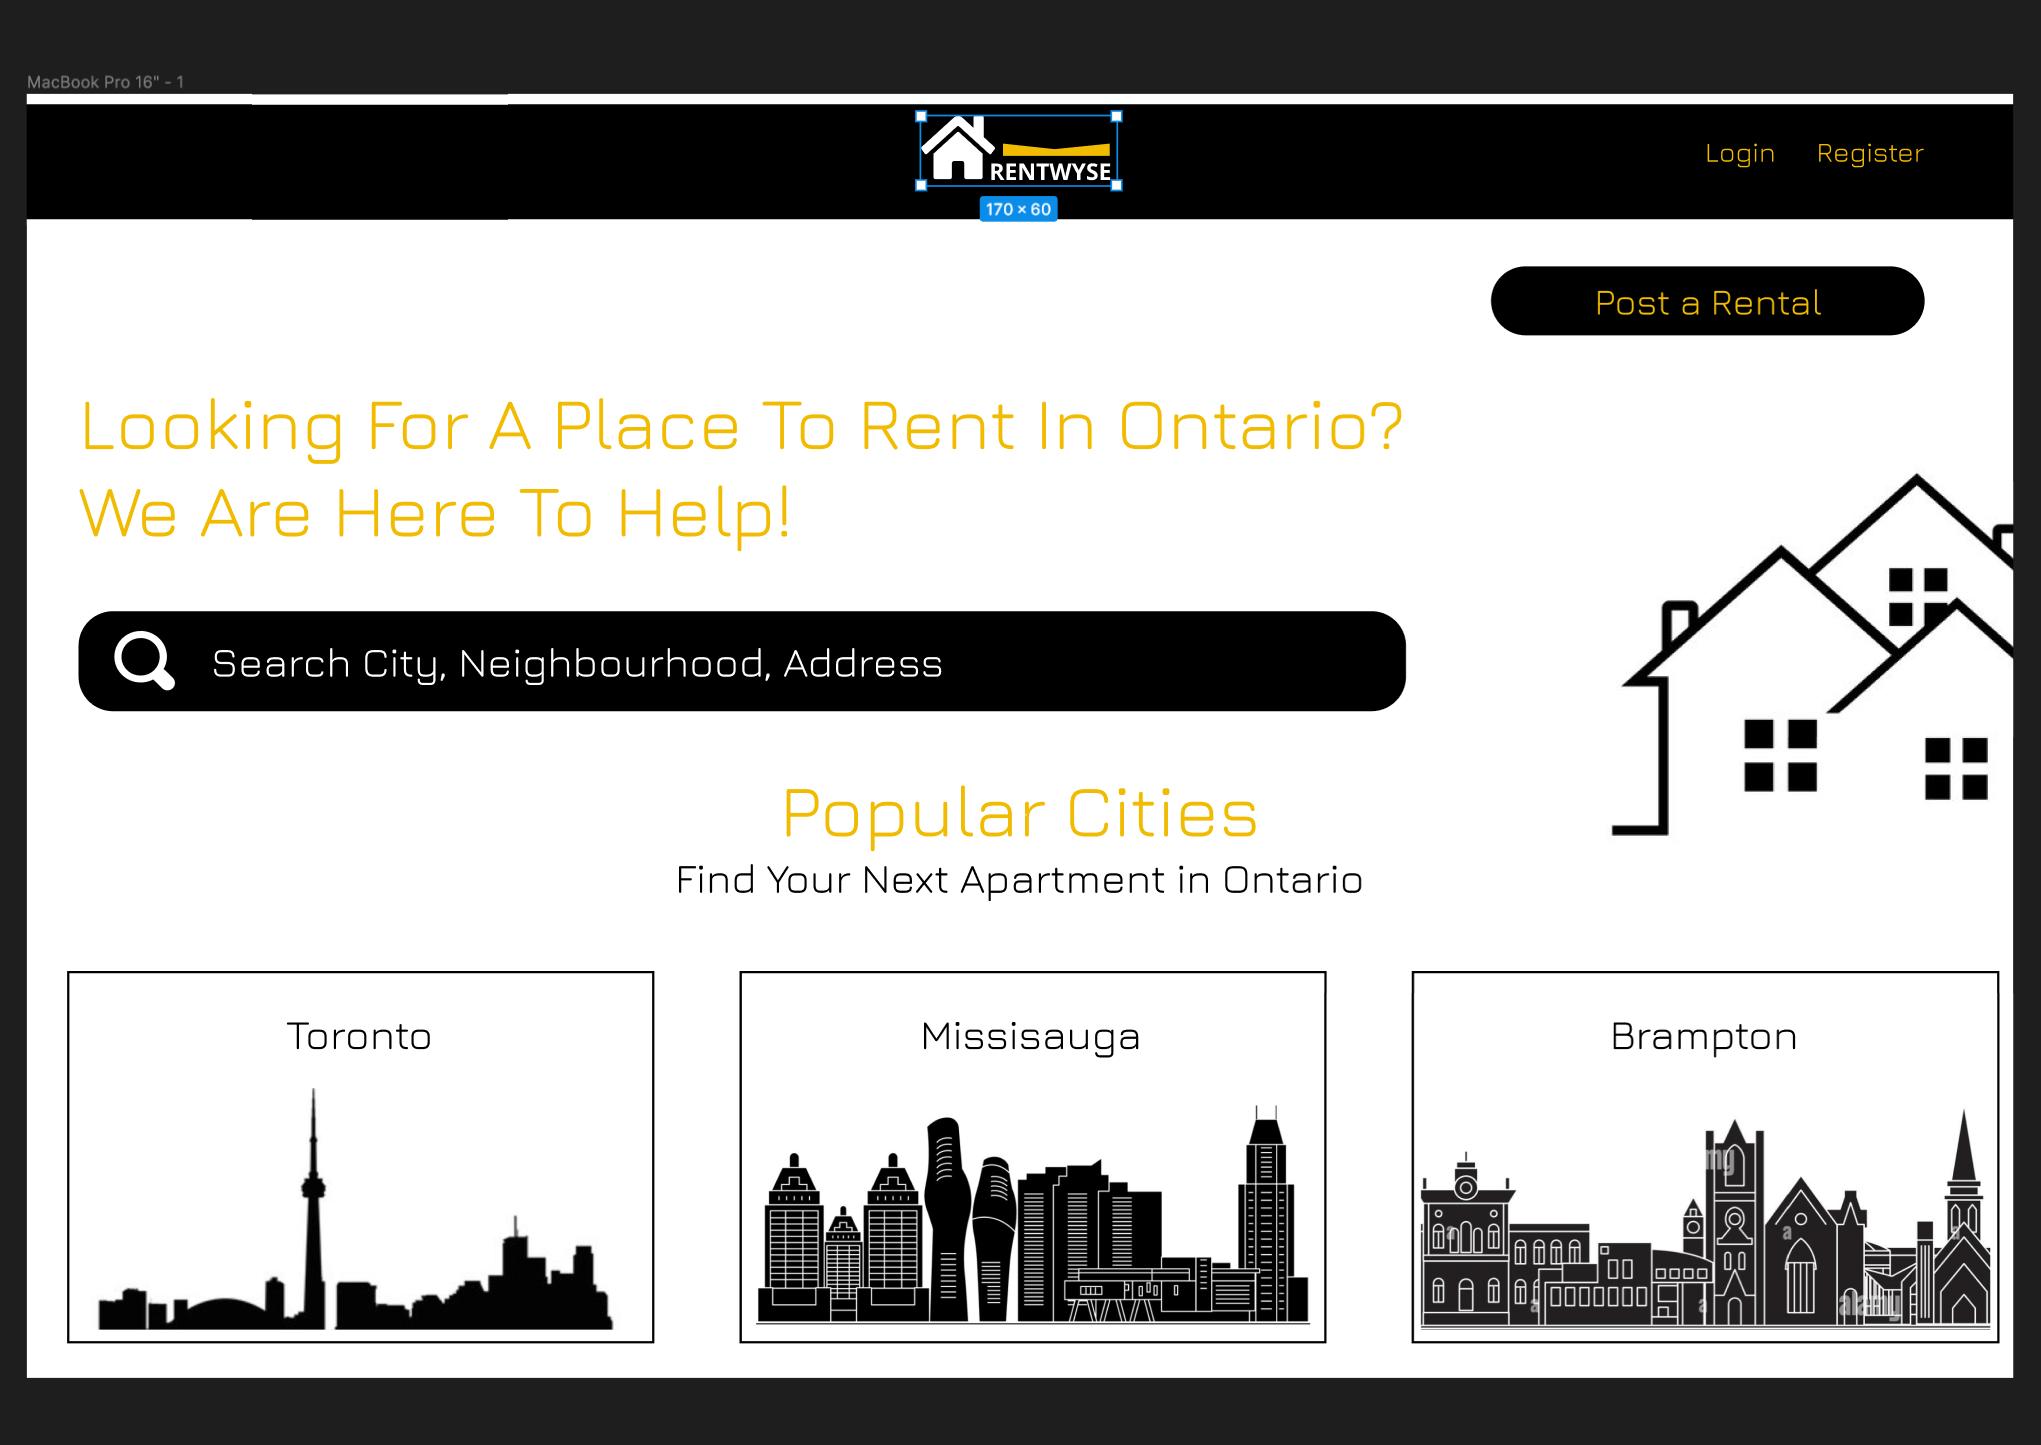 MacBook Pro 16" - 1
RENTWYSE
Login Register
170 × 60
Post a Rental
Looking For A Place To Rent In Ontario?
We Are Here To Help!
Search City, Neighbourhood, Address
Popular Cities
Find Your Next Apartment in Ontario
Toronto
Missisauga
Brampton
my
a
a
a
a
a
alamy